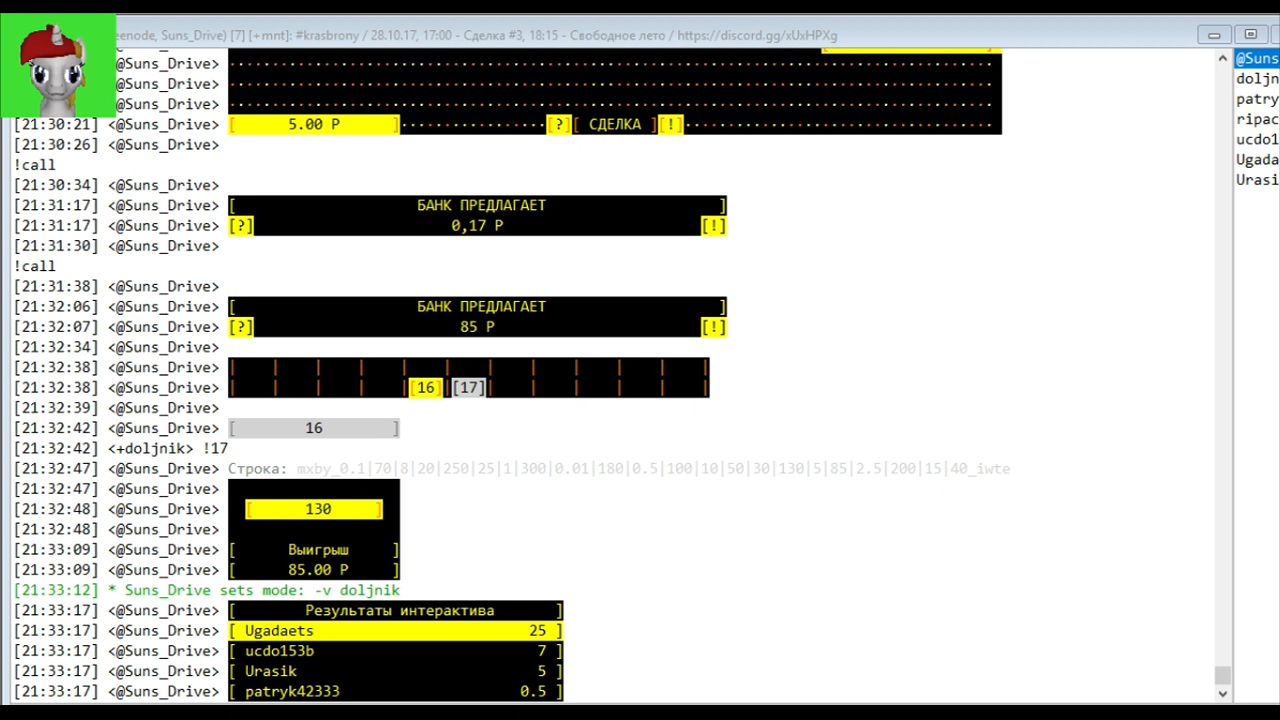 eenode, Suns_Drive) [7] [+mnt]: #krasbrony / 28.10.17, 17:00 - Сделка #3, 18:15 - Свободное лето / https://discord.gg/xUxHPXg
@Suns_Drive>
@Suns_Drive>
@Suns_Drive>
[21:30:21] <@Suns_Drive> [ 5.00 Р ] [?] [ СДЕЛКА ] [!]
[21:30:26] <@Suns_Drive>
!call
[21:30:34] <@Suns_Drive>
[21:31:17] <@Suns_Drive> [ БАНК ПРЕДЛАГАЕТ ]
[21:31:17] <@Suns_Drive> [?] 0,17 Р [!]
[21:31:30] <@Suns_Drive>
!call
[21:31:38] <@Suns_Drive>
[21:32:06] <@Suns_Drive> [ БАНК ПРЕДЛАГАЕТ ]
[21:32:07] <@Suns_Drive> [?] 85 Р [!]
[21:32:34] <@Suns_Drive>
[21:32:38] <@Suns_Drive> | | | | | | | | | | | |
[21:32:38] <@Suns_Drive> | | | | |[16]|[17]| | | | | |
[21:32:39] <@Suns_Drive>
[21:32:42] <@Suns_Drive> [ 16 ]
[21:32:42] <+doljnik> !17
[21:32:47] <@Suns_Drive> Строка: mxby_0.1|70|8|20|250|25|1|300|0.01|180|0.5|100|10|50|30|130|5|85|2.5|200|15|40_iwte
[21:32:47] <@Suns_Drive>
[21:32:48] <@Suns_Drive> [ 130 ]
[21:32:48] <@Suns_Drive>
[21:33:09] <@Suns_Drive> [ Выигрыш ]
[21:33:09] <@Suns_Drive> [ 85.00 Р ]
[21:33:12] * Suns_Drive sets mode: -v doljnik
[21:33:17] <@Suns_Drive> [ Результаты интерактива ]
[21:33:17] <@Suns_Drive> [ Ugadaets 25 ]
[21:33:17] <@Suns_Drive> [ ucdo153b 7 ]
[21:33:17] <@Suns_Drive> [ Urasik 5 ]
[21:33:17] <@Suns_Drive> [ patryk42333 0.5 ]
@Suns
doljn
patry
ripac
ucdo1
Ugada
Urasi